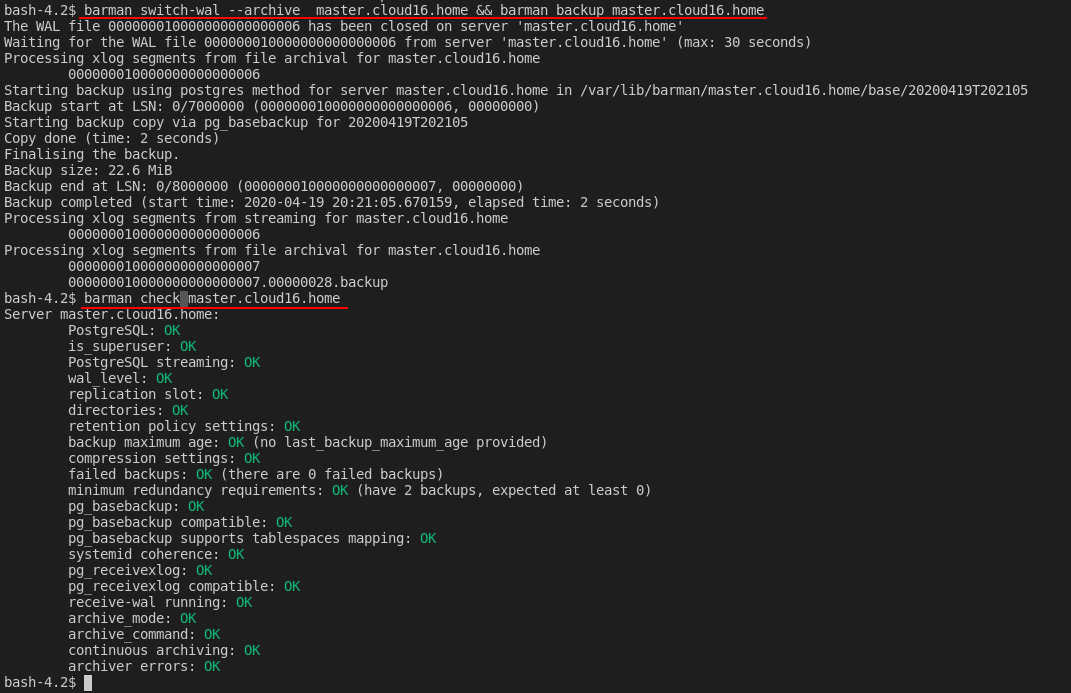 bash-4.2$ barman switch-wal --archive  master.cloud16.home && barman backup master.cloud16.home
The WAL file 000000010000000000000006 has been closed on server 'master.cloud16.home'
Waiting for the WAL file 000000010000000000000006 from server 'master.cloud16.home' (max: 30 seconds)
Processing xlog segments from file archival for master.cloud16.home
        000000010000000000000006
Starting backup using postgres method for server master.cloud16.home in /var/lib/barman/master.cloud16.home/base/20200419T202105
Backup start at LSN: 0/7000000 (000000010000000000000006, 00000000)
Starting backup copy via pg_basebackup for 20200419T202105
Copy done (time: 2 seconds)
Finalising the backup.
Backup size: 22.6 MiB
Backup end at LSN: 0/8000000 (000000010000000000000007, 00000000)
Backup completed (start time: 2020-04-19 20:21:05.670159, elapsed time: 2 seconds)
Processing xlog segments from streaming for master.cloud16.home
        000000010000000000000006
Processing xlog segments from file archival for master.cloud16.home
        000000010000000000000007
        000000010000000000000007.00000028.backup
bash-4.2$ barman check master.cloud16.home
Server master.cloud16.home:
        PostgreSQL: OK
        is_superuser: OK
        PostgreSQL streaming: OK
        wal_level: OK
        replication slot: OK
        directories: OK
        retention policy settings: OK
        backup maximum age: OK (no last_backup_maximum_age provided)
        compression settings: OK
        failed backups: OK (there are 0 failed backups)
        minimum redundancy requirements: OK (have 2 backups, expected at least 0)
        pg_basebackup: OK
        pg_basebackup compatible: OK
        pg_basebackup supports tablespaces mapping: OK
        systemid coherence: OK
        pg_receivexlog: OK
        pg_receivexlog compatible: OK
        receive-wal running: OK
        archive_mode: OK
        archive_command: OK
        continuous archiving: OK
        archiver errors: OK
bash-4.2$